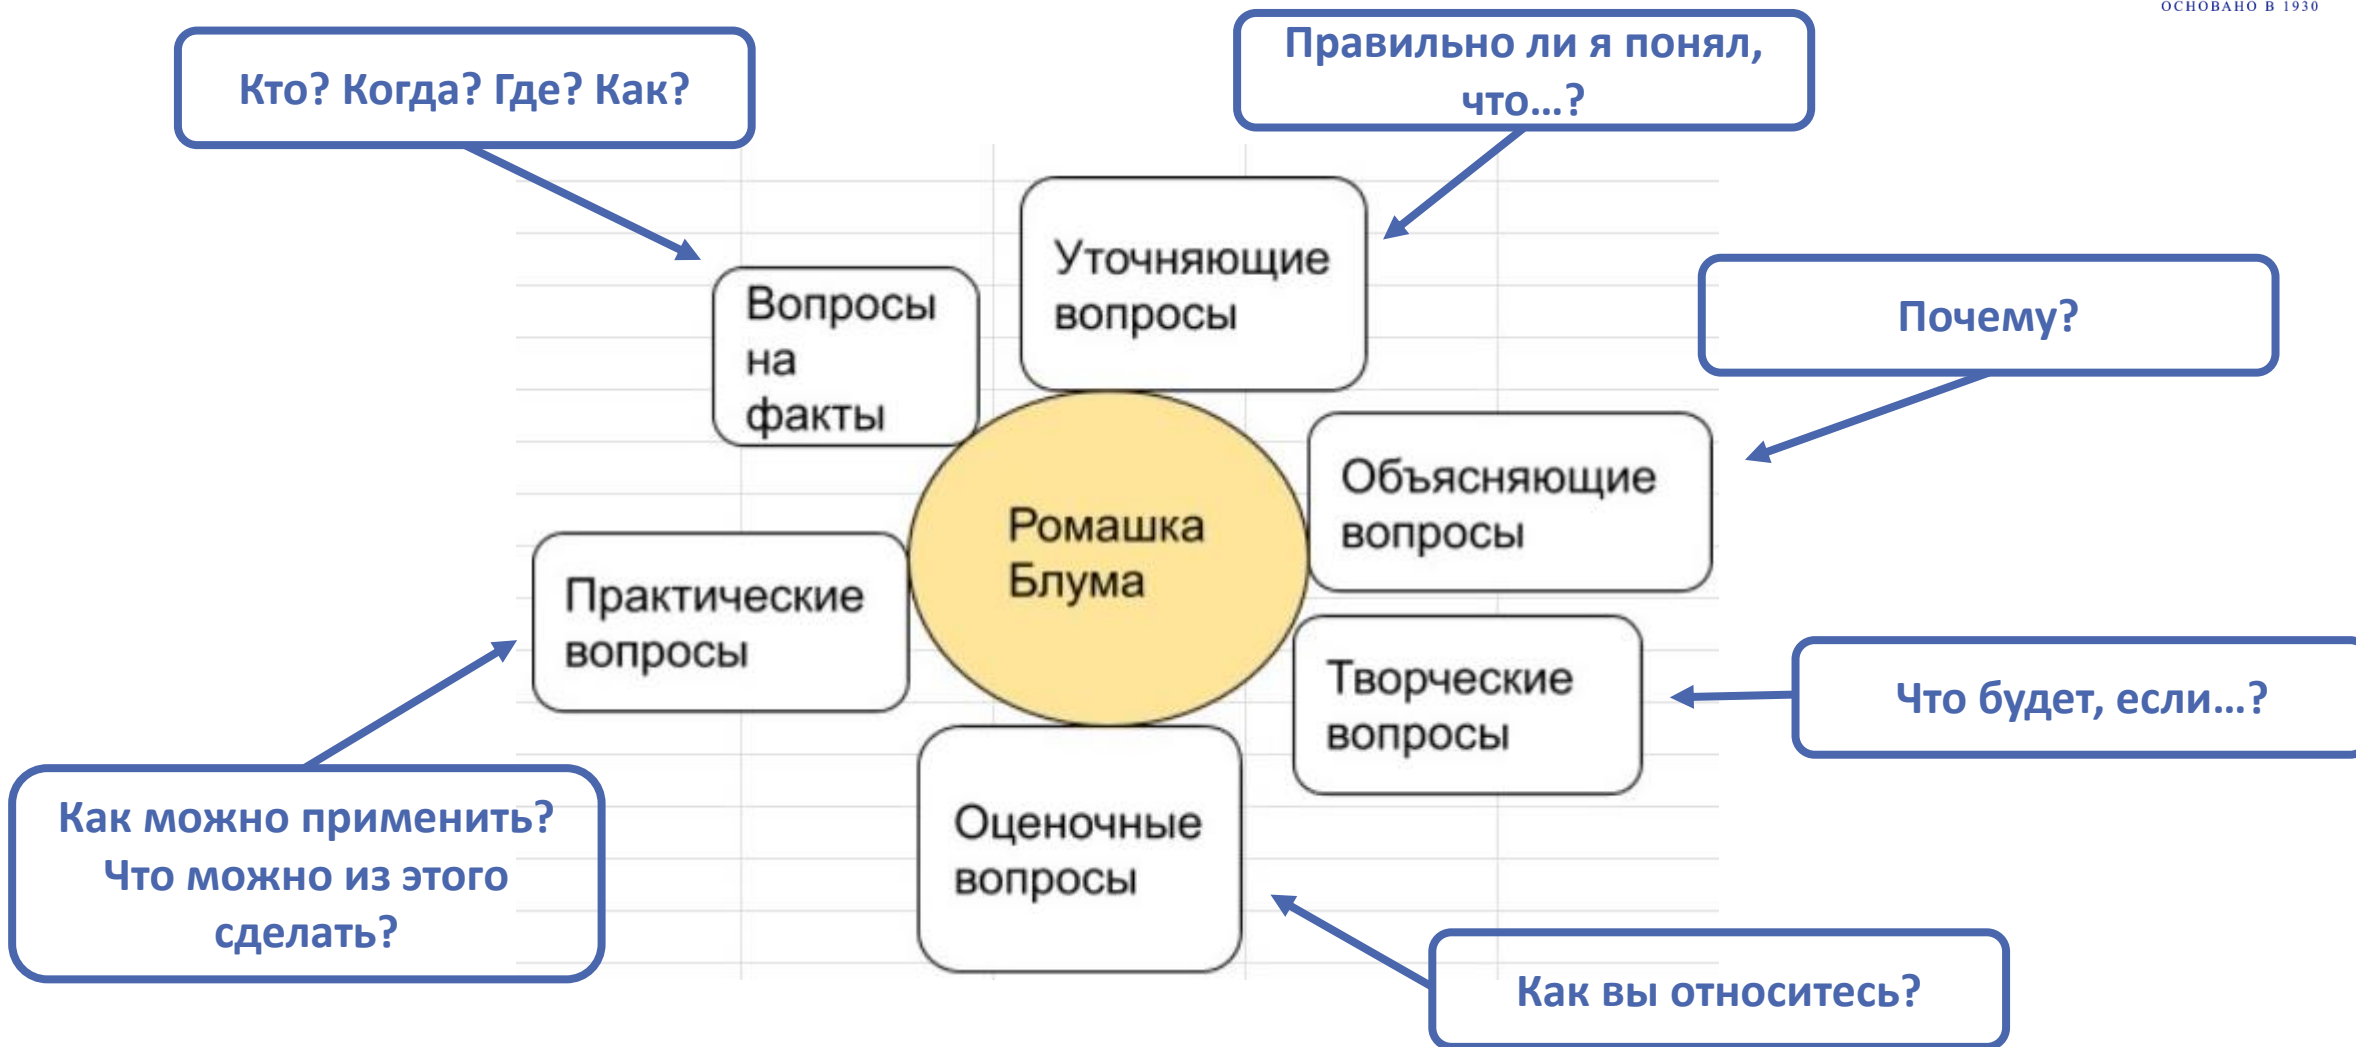 ОСНОВАНО В 1930
Кто? Когда? Где? Как?
Правильно ли я понял,
что...?
Уточняющие
вопросы
Вопросы
на
факты
Почему?
Объясняющие
вопросы
Ромашка
Блума
Практические
вопросы
Творческие
вопросы
Что будет, если...?
Как можно применить?
Что можно из этого
сделать?
Оценочные
вопросы
Как вы относитесь?